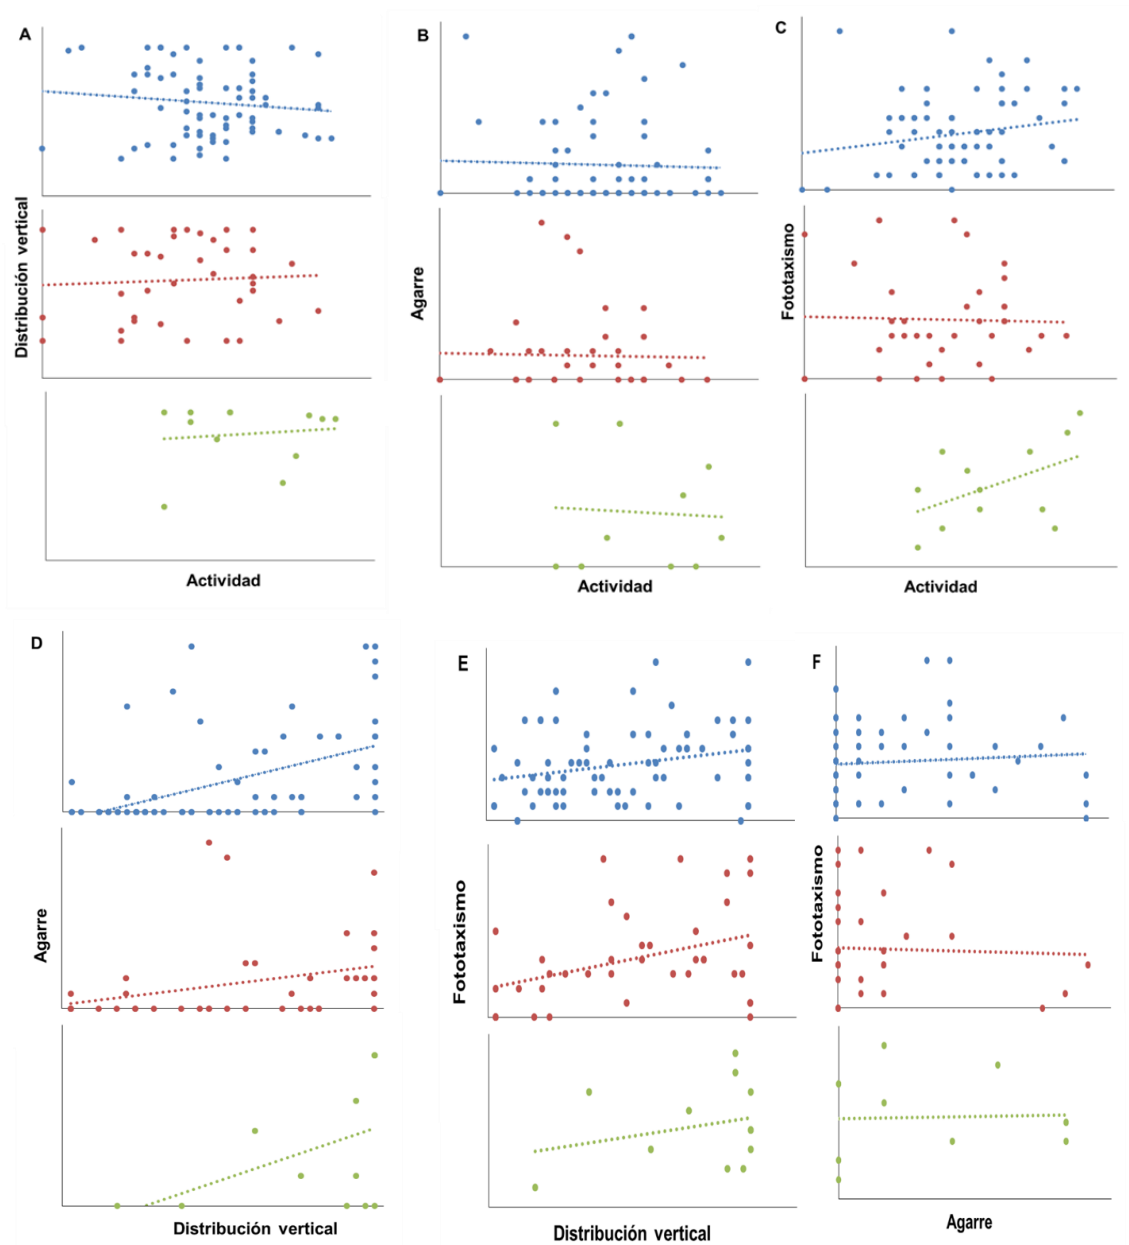 A
B
C
Distribución vertical
Agarre
Fototaxismo
Actividad
Actividad
Actividad
D
E
F
Agarre
Fototaxismo
Fototaxismo
Distribución vertical
Distribución vertical
Agarre